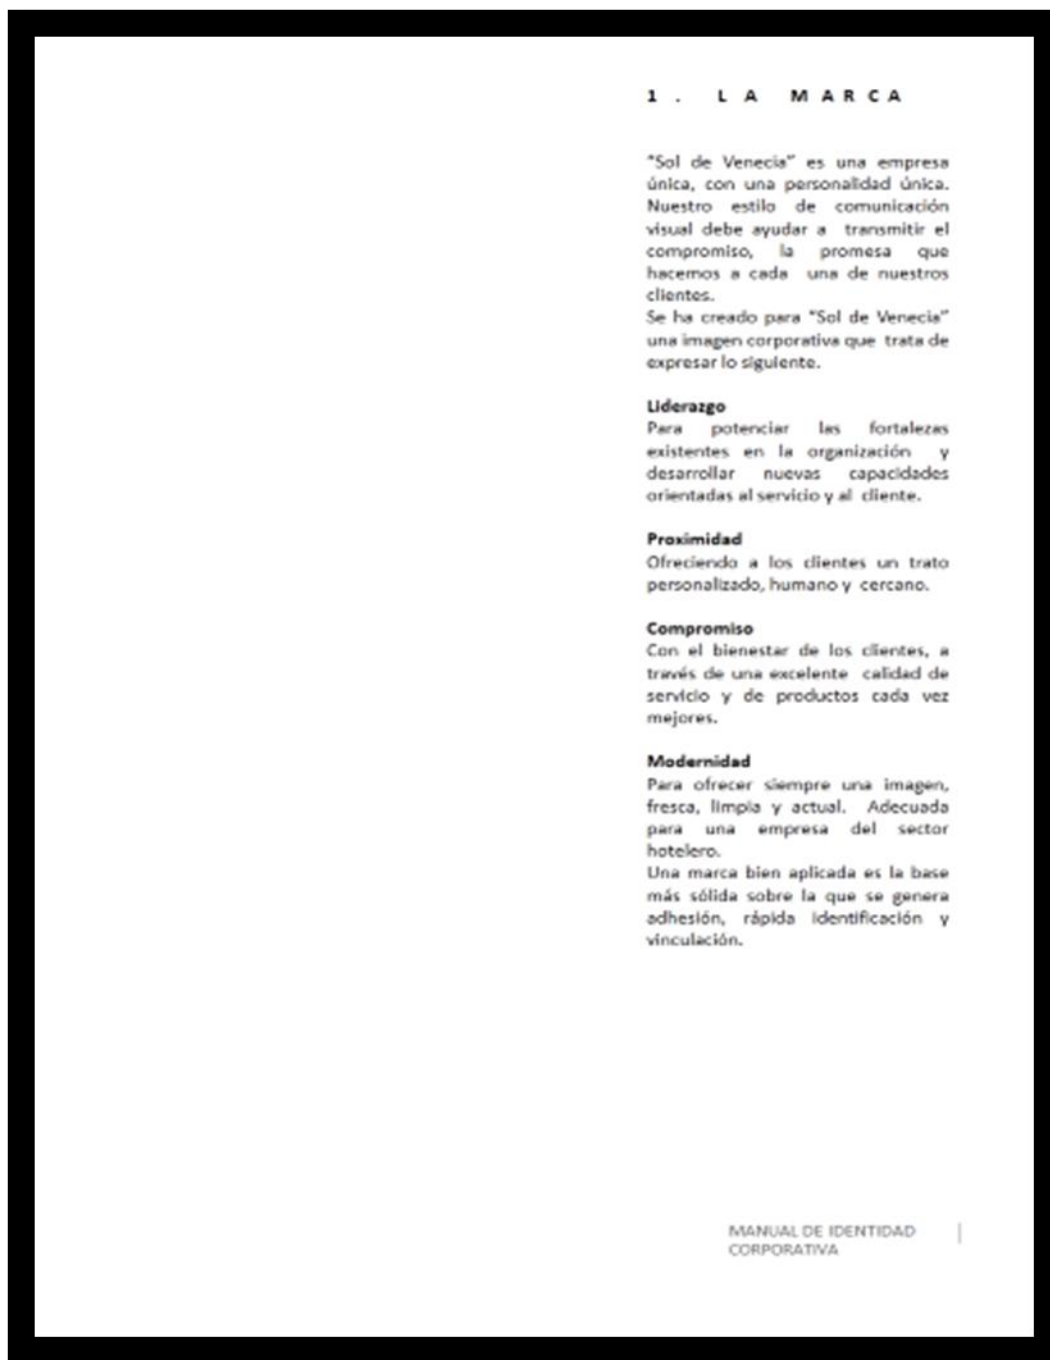 1. LA MARCA
"Sol de Venecia" es una empresa
única, con una personalidad única.
Nuestro estilo de comunicación
visual debe ayudar a transmitir el
compromiso, la promesa que
hacemos a cada una de nuestros
clientes.
Se ha creado para "Sol de Venecia"
una imagen corporativa que trata de
expresar lo siguiente.
Liderazgo
Para potenciar las fortalezas
existentes en la organización y
desarrollar nuevas capacidades
orientadas al servicio y al cliente.
Proximidad
Ofreciendo a los clientes un trato
personalizado, humano y cercano.
Compromiso
Con el bienestar de los clientes, a
través de una excelente calidad de
servicio y de productos cada vez
mejores.
Modernidad
Para ofrecer siempre una imagen,
fresca, limpia y actual. Adecuada
para una empresa del sector
hotelero.
Una marca bien aplicada es la base
más sólida sobre la que se genera
adhesión, rápida identificación y
vinculación.
MANUAL DE IDENTIDAD
CORPORATIVA